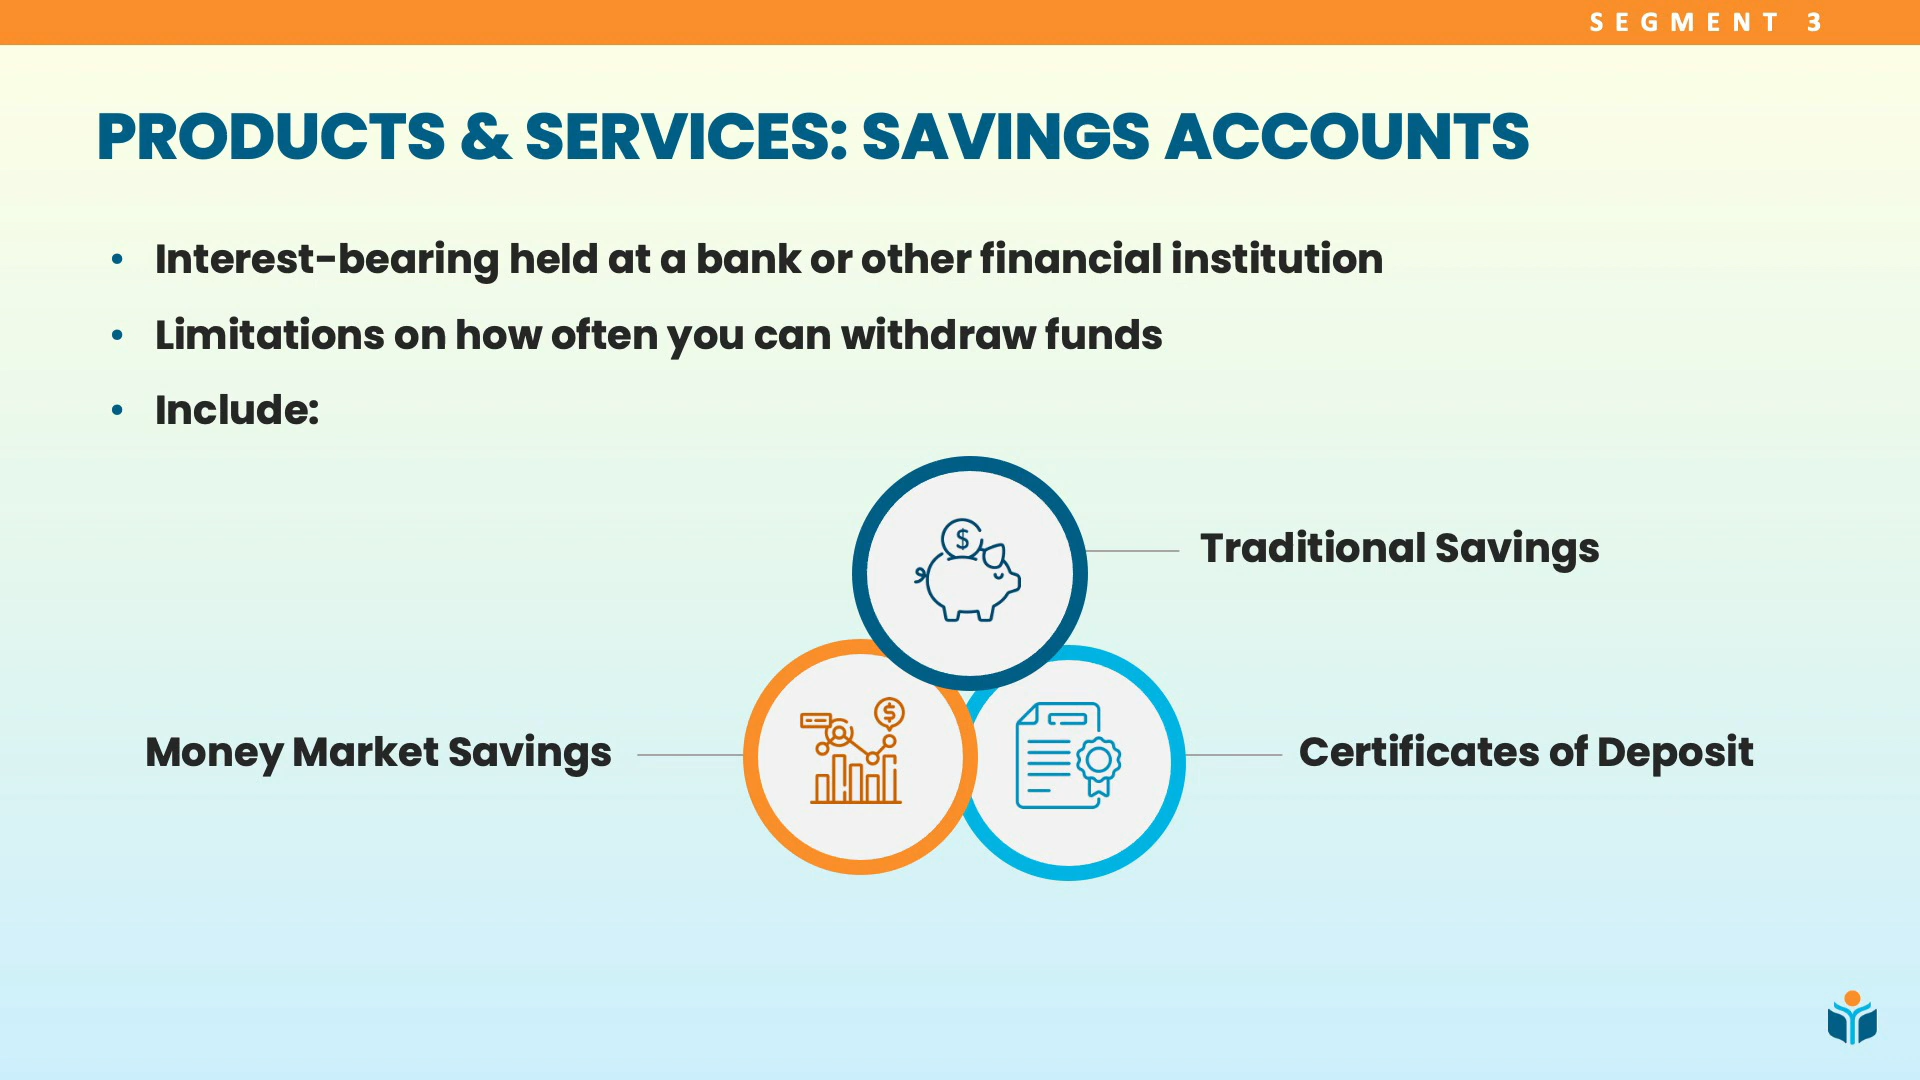 SEGMENT 3
PRODUCTS & SERVICES: SAVINGS ACCOUNTS
• Interest-bearing held at a bank or other financial institution
• Limitations on how often you can withdraw funds
• Include:
$
Traditional Savings
$
Money Market Savings
Certificates of Deposit